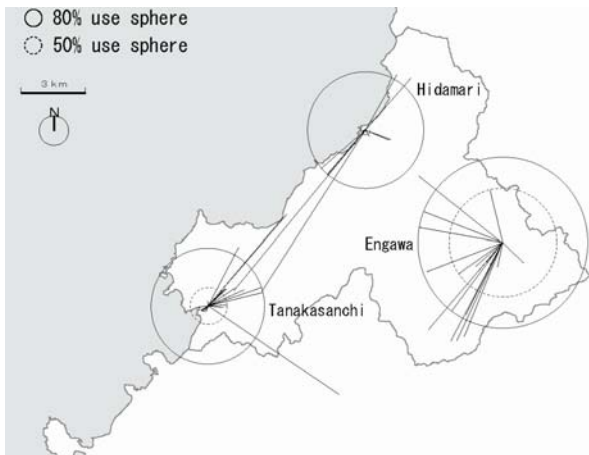 80% use sphere
50% use sphere
3 km
N
Hidamari
Engawa
Tanakasanchi